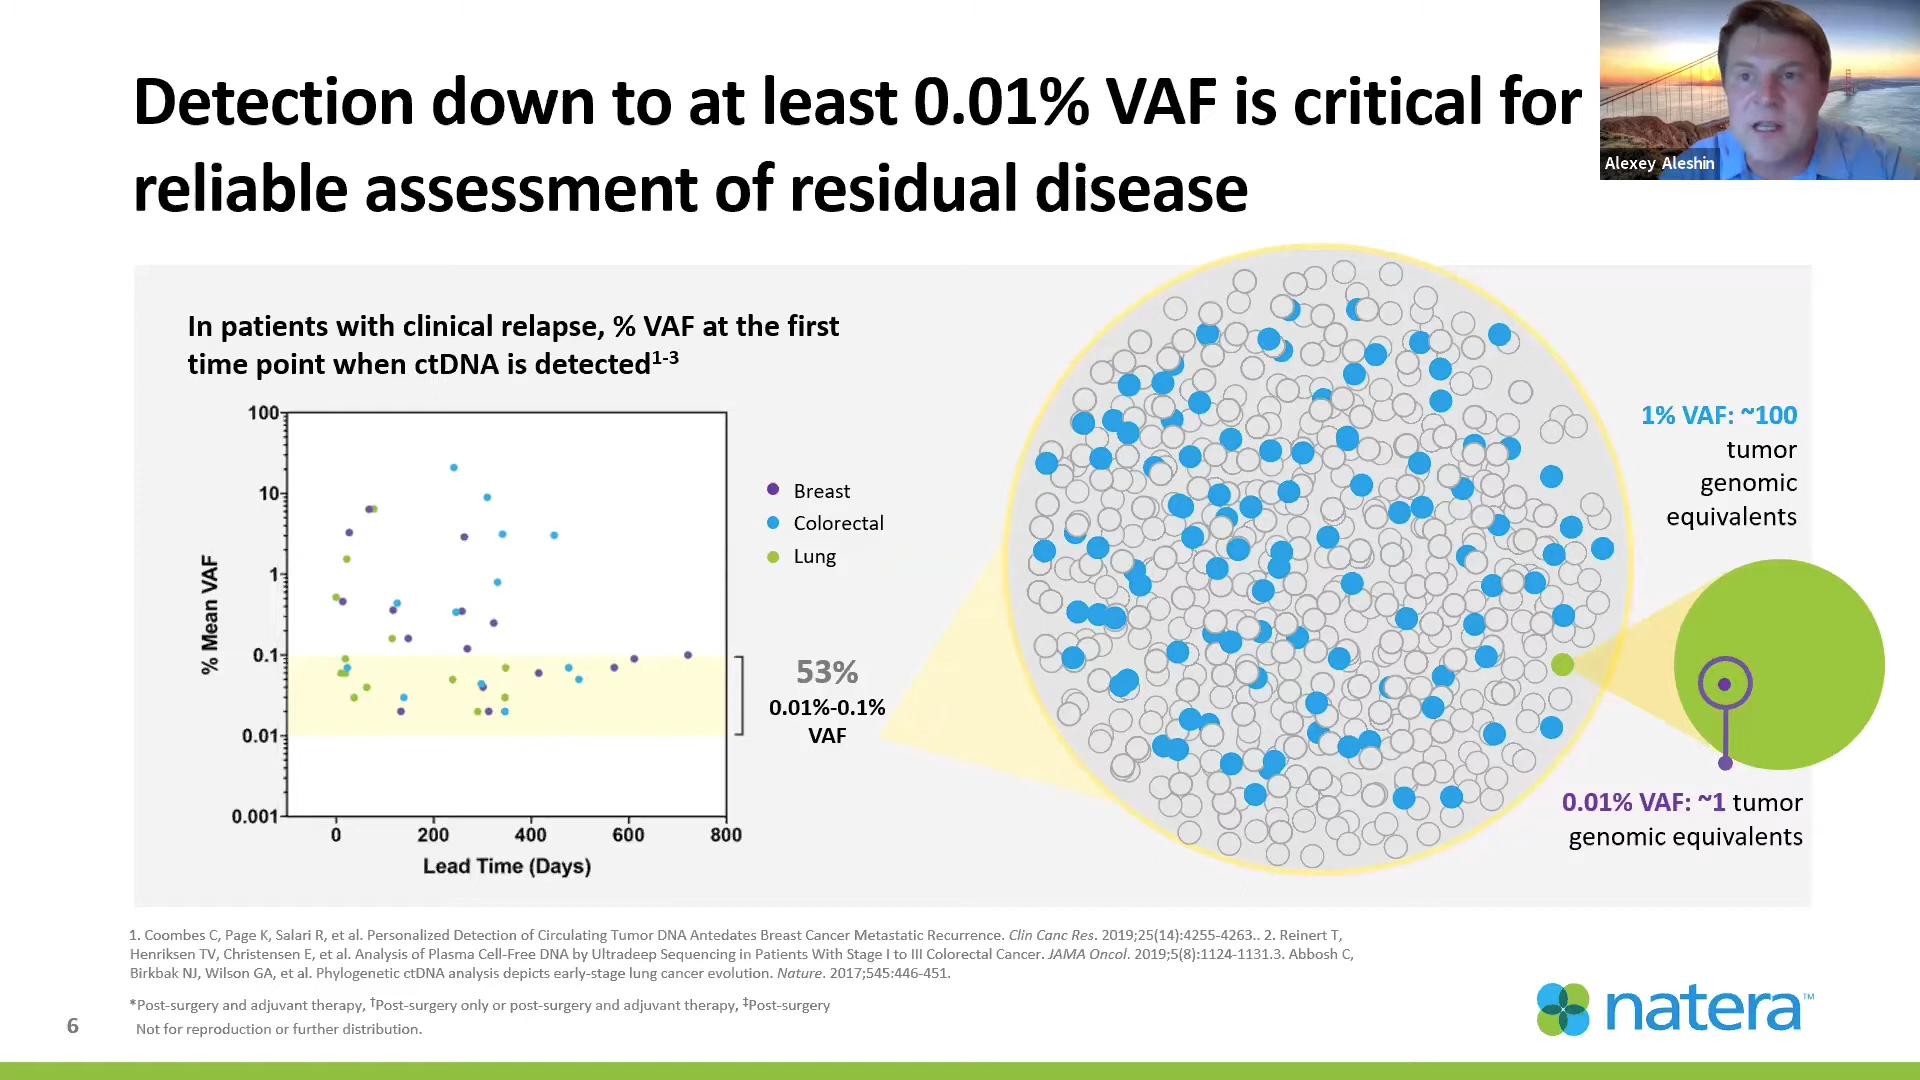 Detection down to at least 0.01% VAF is critical for
reliable assessment of residual disease
Alexey Aleshin
In patients with clinical relapse, % VAF at the first
time point when ctDNA is detected1-3
100
10
1
0.1
0.01
0.001
% Mean VAF
0 200 400 600 800
Lead Time (Days)
Breast
Colorectal
Lung
53%
0.01%-0.1%
VAF
1% VAF: ~100
tumor
genomic
equivalents
0.01% VAF: ~1 tumor
genomic equivalents
1. Coombes C, Page K, Salari R, et al. Personalized Detection of Circulating Tumor DNA Antedates Breast Cancer Metastatic Recurrence. Clin Canc Res. 2019;25(14):4255-4263.. 2. Reinert T,
Henriksen TV, Christensen E, et al. Analysis of Plasma Cell-Free DNA by Ultradeep Sequencing in Patients With Stage I to III Colorectal Cancer. JAMA Oncol. 2019;5(8):1124-1131.3. Abbosh C,
Birkbak NJ, Wilson GA, et al. Phylogenetic ctDNA analysis depicts early-stage lung cancer evolution. Nature. 2017;545:446-451.
*Post-surgery and adjuvant therapy, †Post-surgery only or post-surgery and adjuvant therapy, ‡Post-surgery
6
Not for reproduction or further distribution.
natera™